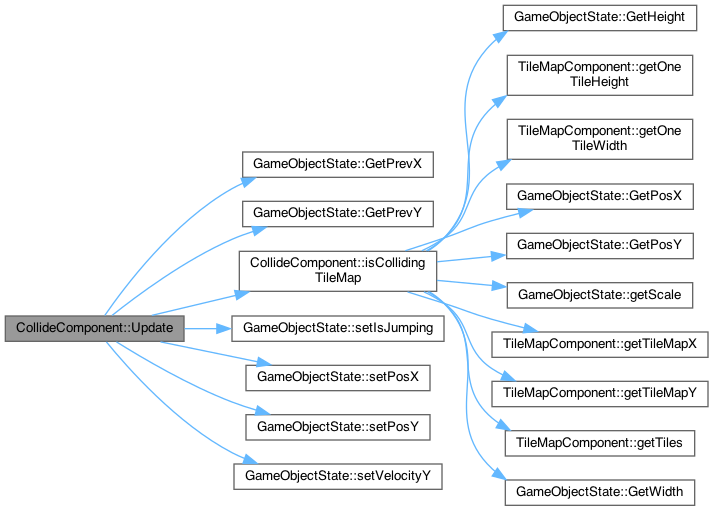 CollideComponent::Update
GameObjectState::GetPrevX
GameObjectState::GetPrevY
CollideComponent::isColliding
TileMap
GameObjectState::setIsJumping
GameObjectState::setPosX
GameObjectState::setPosY
GameObjectState::setVelocityY
GameObjectState::GetHeight
TileMapComponent::getOne
TileHeight
TileMapComponent::getOne
TileWidth
GameObjectState::GetPosX
GameObjectState::GetPosY
GameObjectState::getScale
TileMapComponent::getTileMapX
TileMapComponent::getTileMapY
TileMapComponent::getTiles
GameObjectState::GetWidth